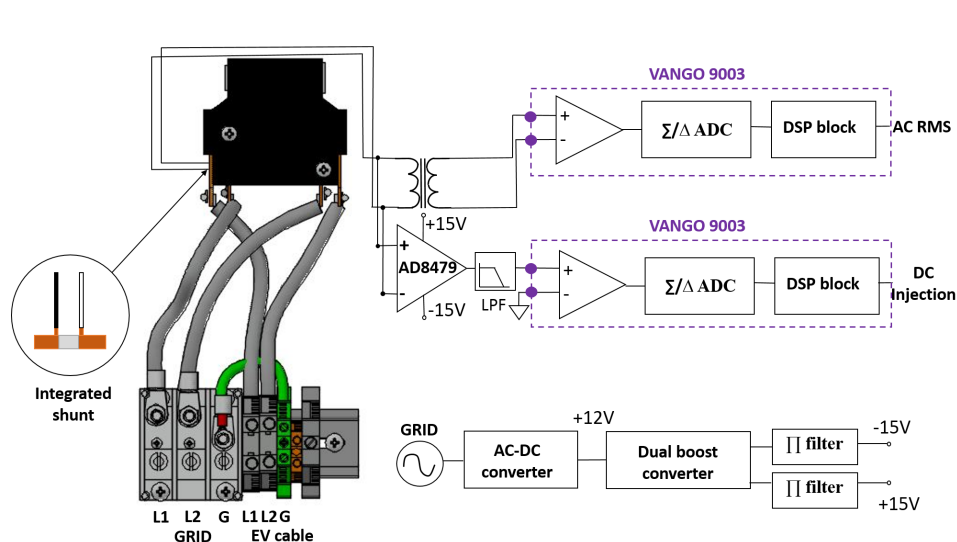 VANGO 9003
+
-
∑/∆ ADC
DSP block
AC RMS
+15V
+
-
AD8479
-15V
LPF
VANGO 9003
+
-
∑/∆ ADC
DSP block
DC
Injection
Integrated
shunt
GRID
AC-DC
converter
+12V
Dual boost
converter
∏ filter
-15V
∏ filter
+15V
L1 L2 G L1 L2 G
GRID EV cable